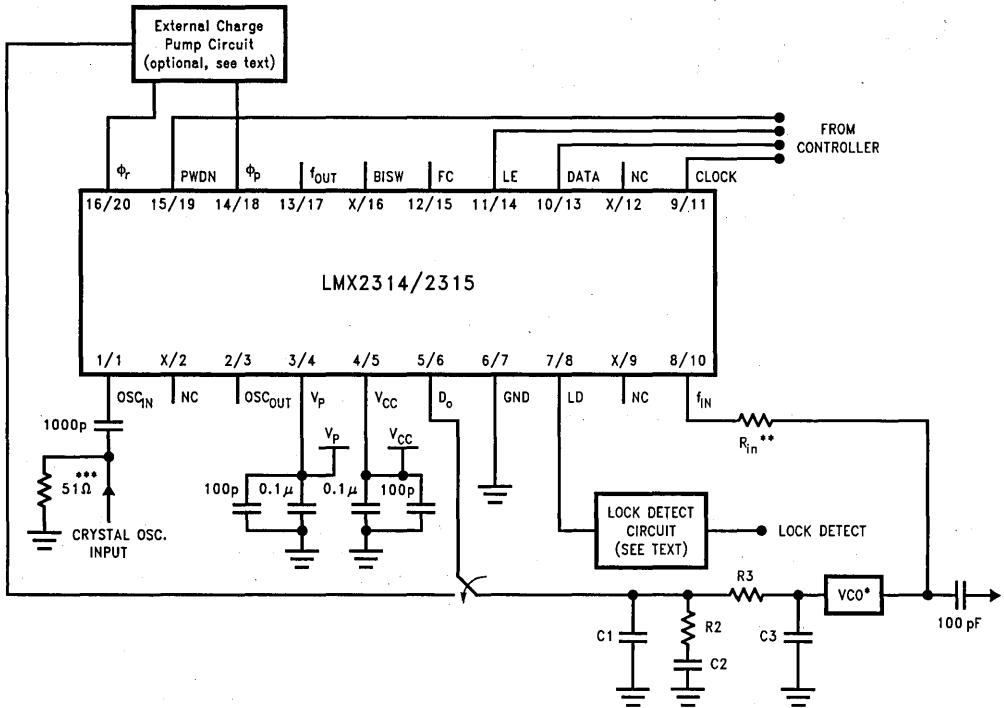 External Charge
Pump Circuit
(optional, see text)
FROM
CONTROLLER
ϕr
PWDN
ϕp
fOUT
BISW
FC
LE
DATA
NC
CLOCK
16/20
15/19
14/18
13/17
X/16
12/15
11/14
10/13
X/12
9/11
LMX2314/2315
1/1
X/2
2/3
3/4
4/5
5/6
6/7
7/8
X/9
8/10
OSCIN
NC
OSCOUT
VP
VCC
Do
GND
LD
NC
fIN
1000p
VP
VCC
Rin**
51Ω
***
100p
0.1μ
0.1μ
100p
CRYSTAL OSC.
INPUT
LOCK DETECT
CIRCUIT
(SEE TEXT)
LOCK DETECT
R3
VCO*
100 pF
C1
R2
C2
C3